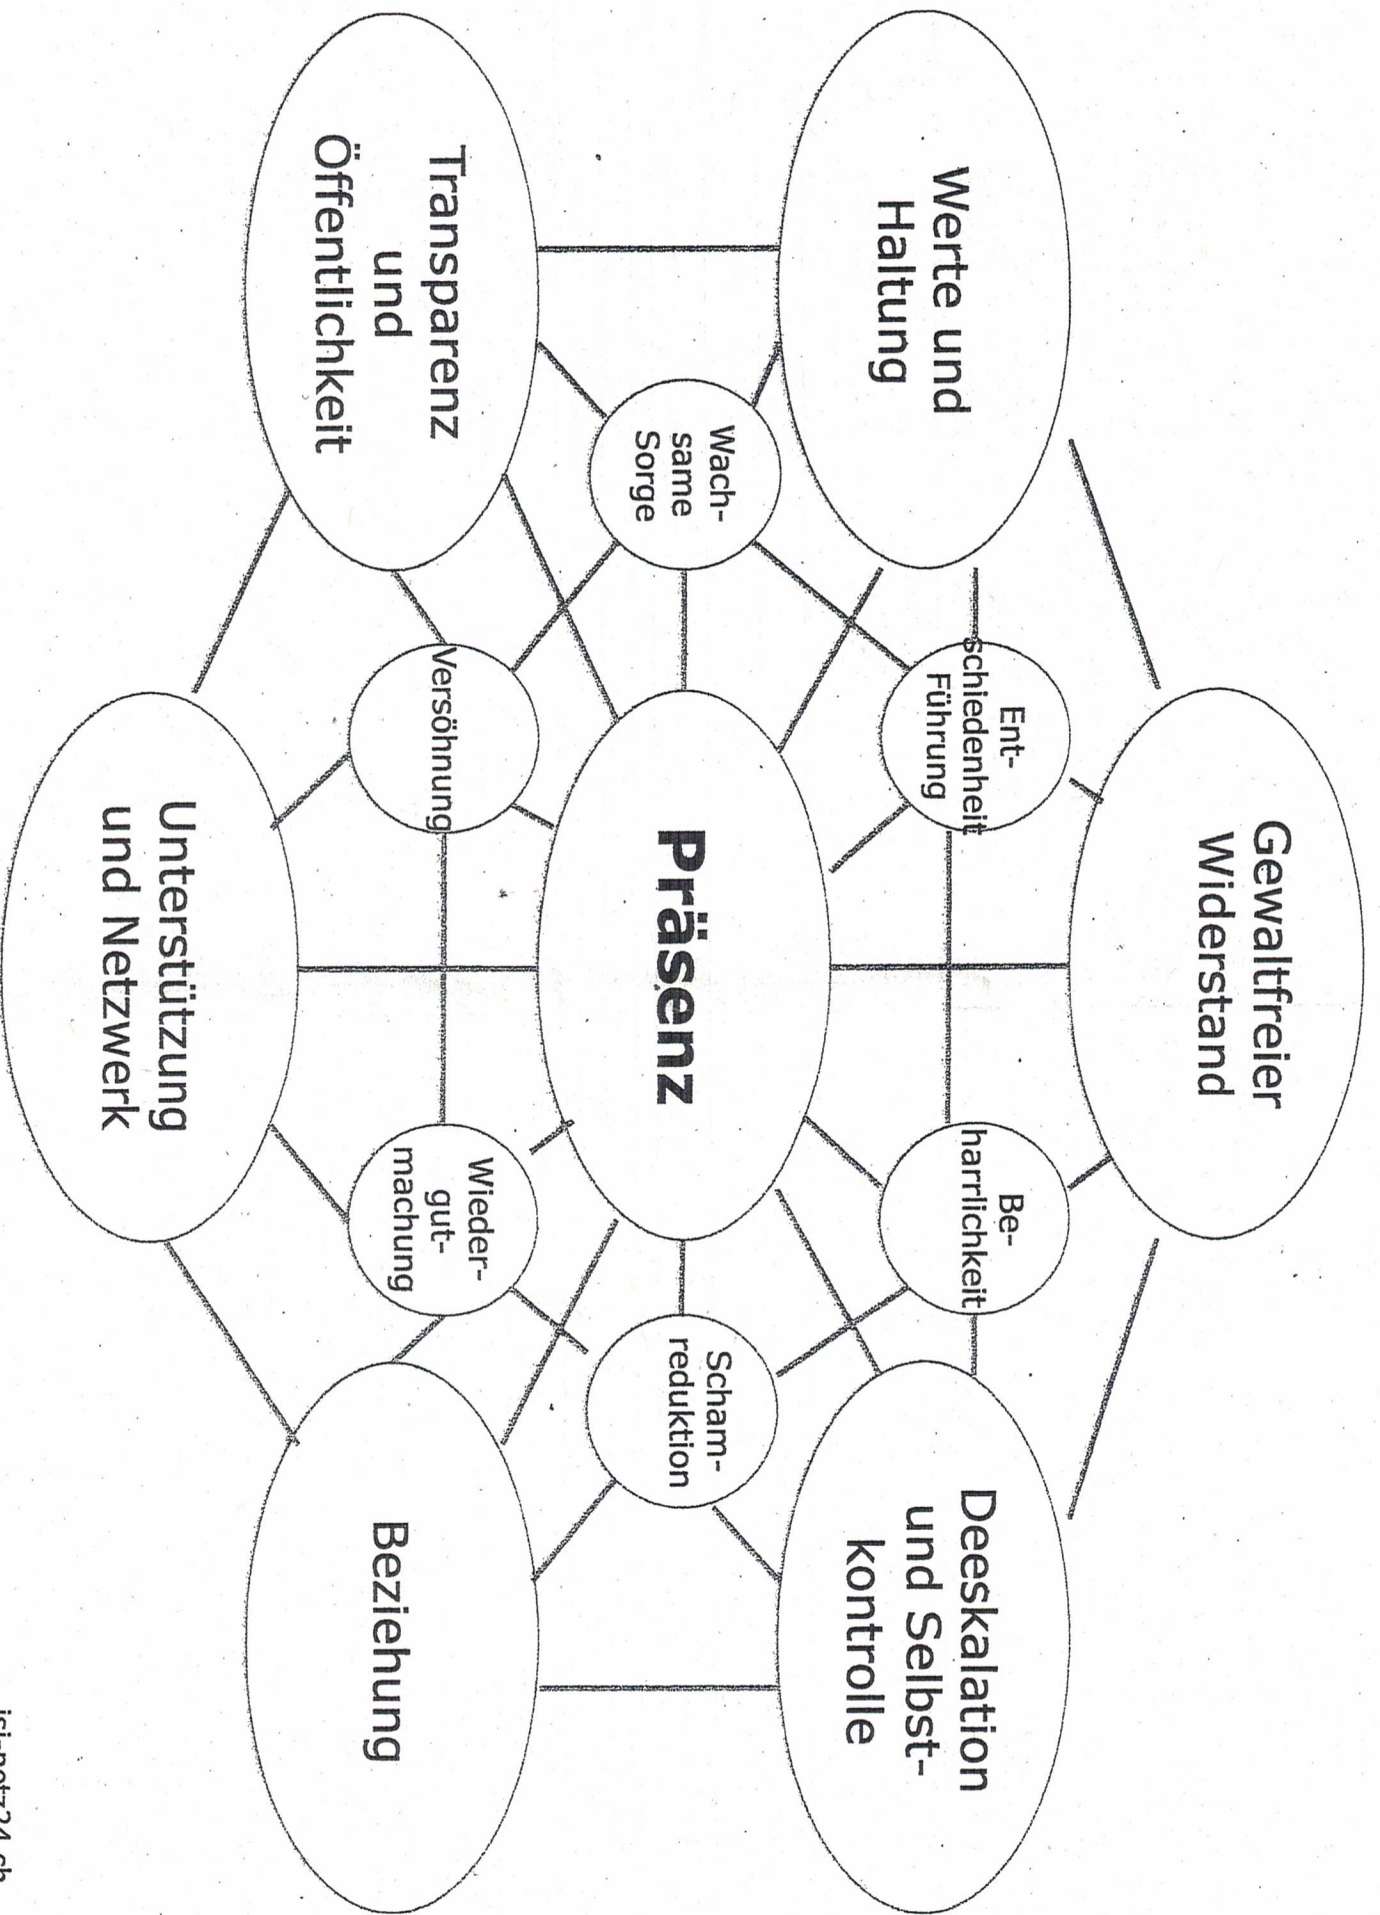 Gewaltfreier
Widerstand
Werte und
Haltung
Ent-
schiedenheit
Führung
Be-
harrlichkeit
Deeskalation
und Selbst-
kontrolle
Wach-
same
Sorge
Präsenz
Scham-
reduktion
Transparenz
und
Öffentlichkeit
Versöhnung
Wieder-
gut-
machung
Beziehung
Unterstützung
und Netzwerk